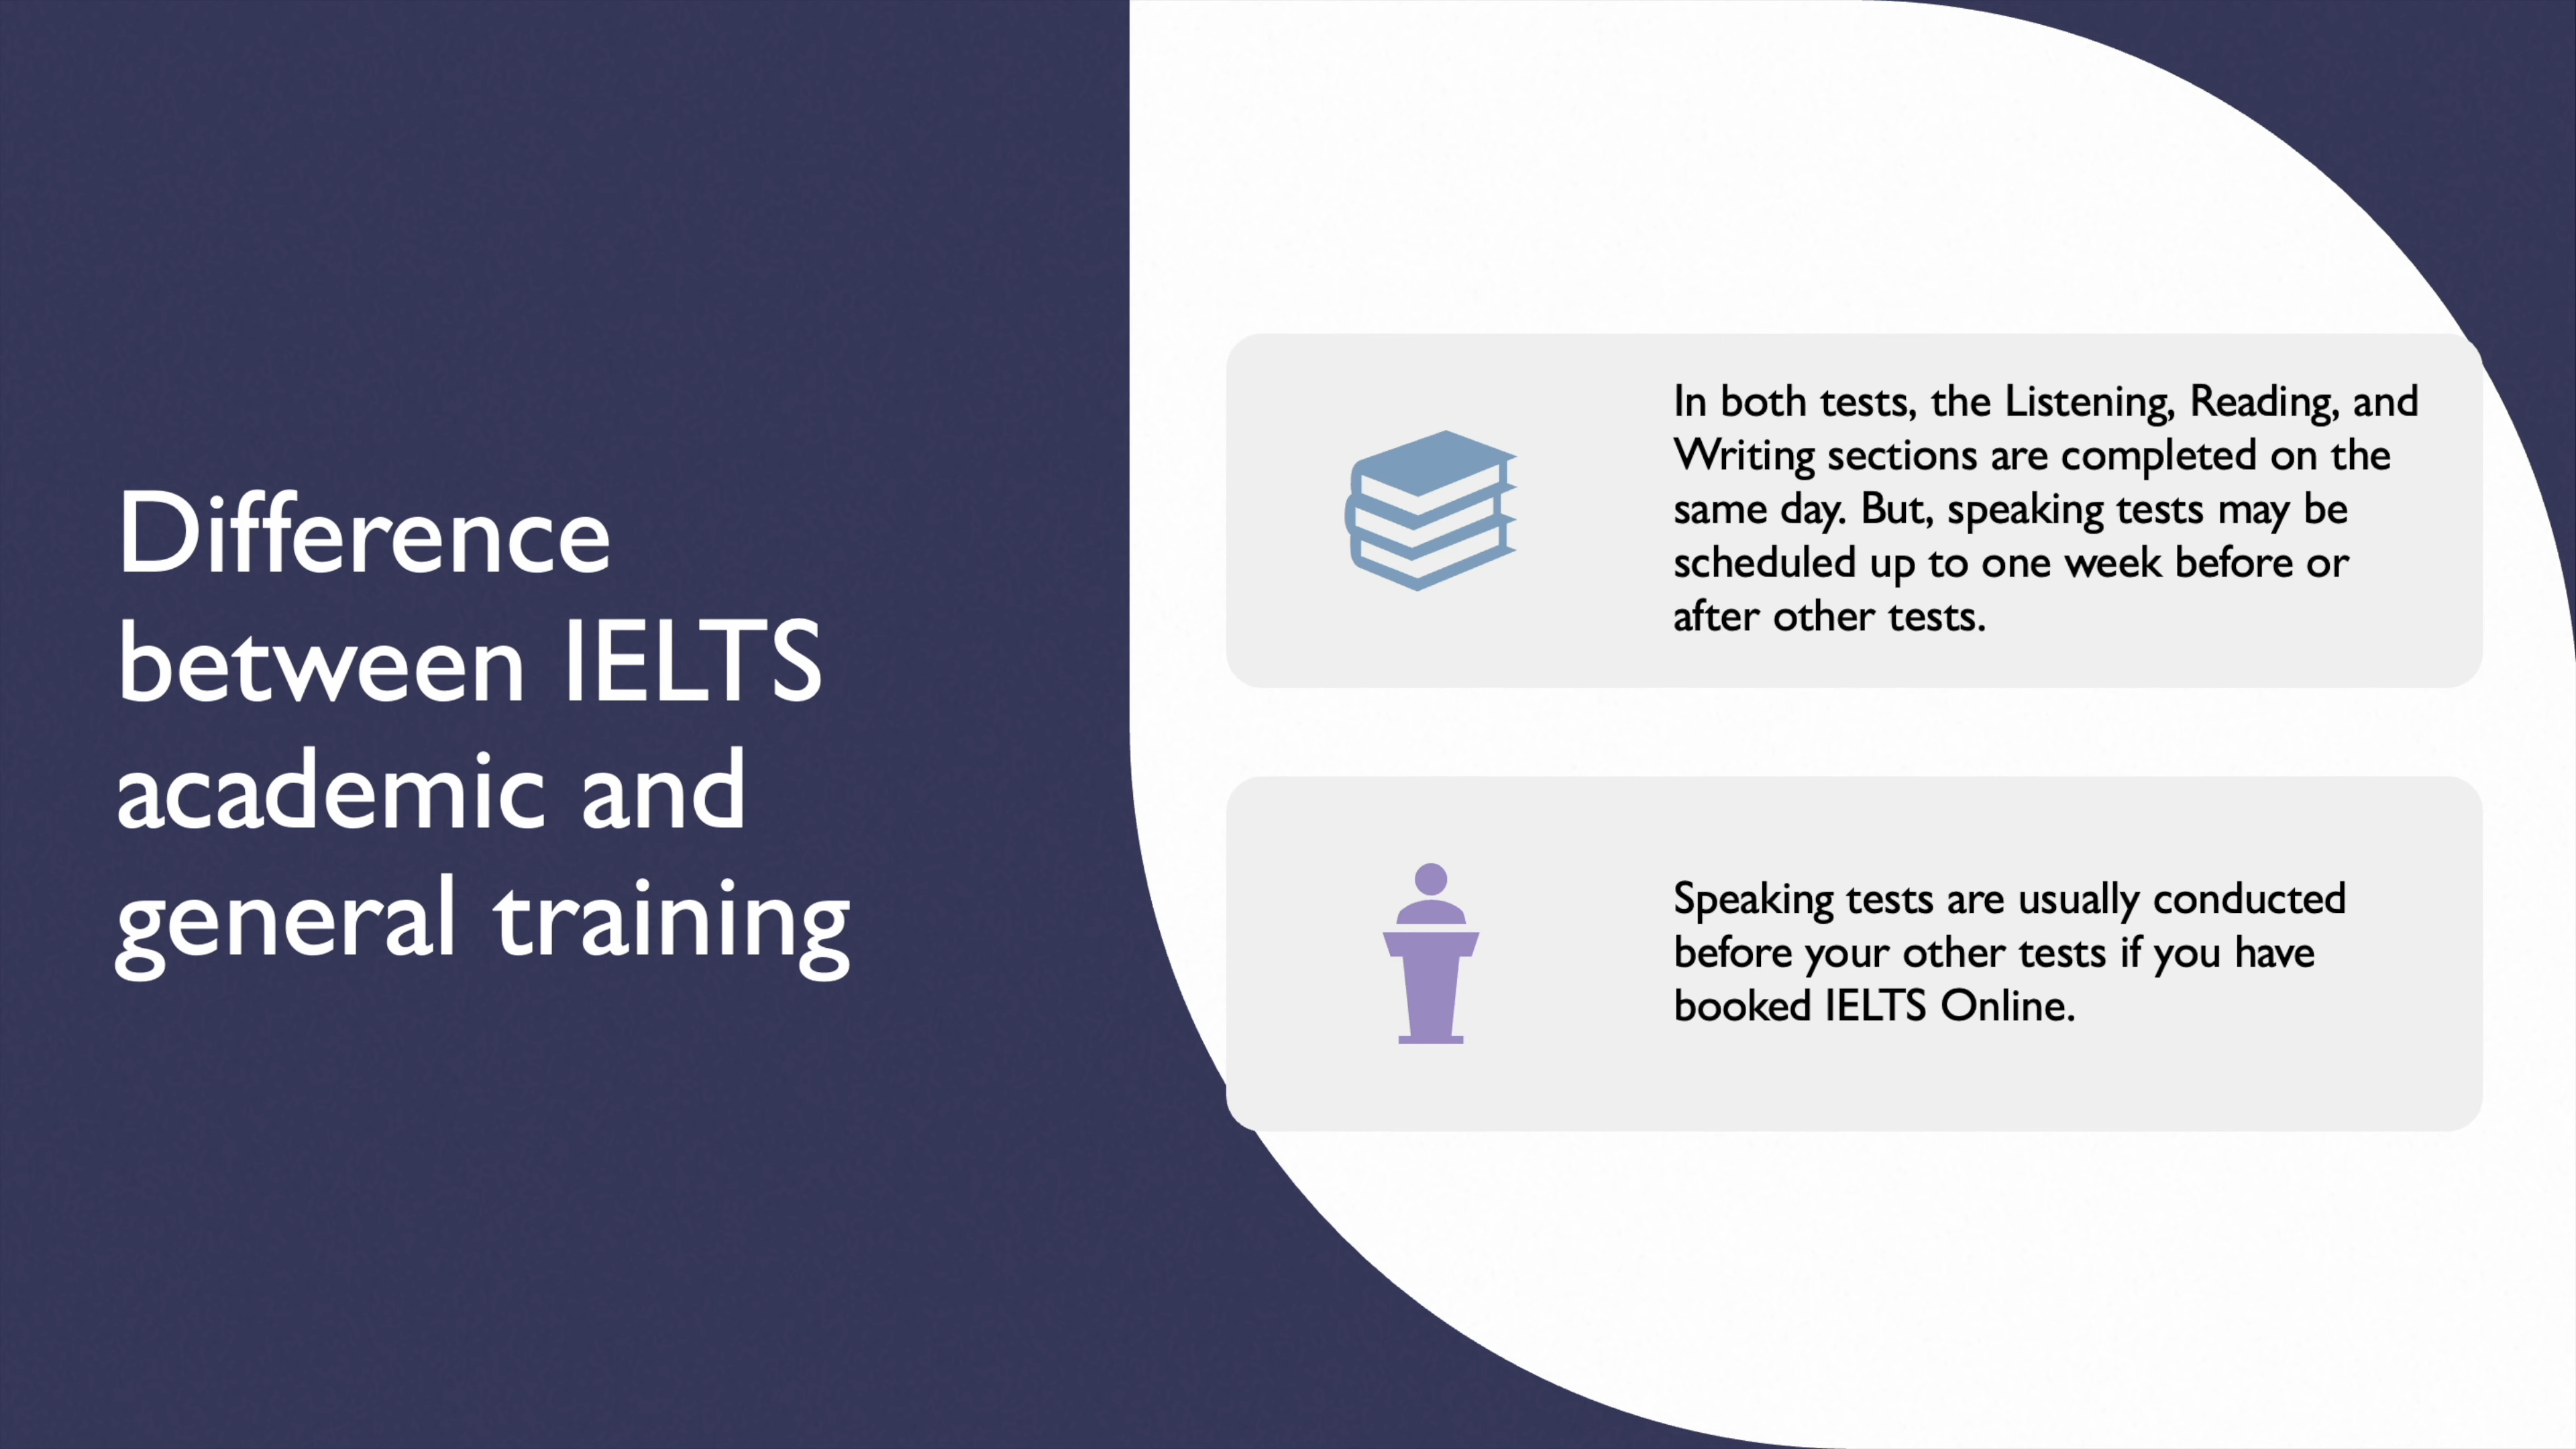 Difference
between IELTS
academic and
general training
In both tests, the Listening, Reading, and
Writing sections are completed on the
same day. But, speaking tests may be
scheduled up to one week before or
after other tests.
Speaking tests are usually conducted
before your other tests if you have
booked IELTS Online.